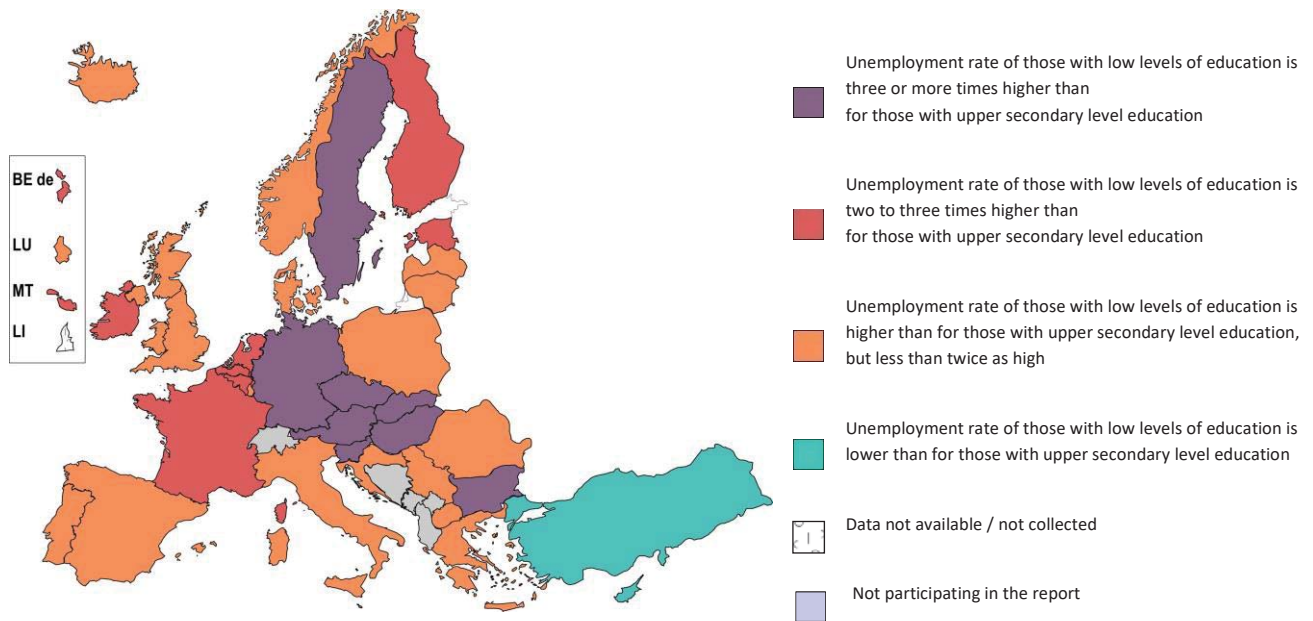 BE de
LU
MT
LI
Unemployment rate of those with low levels of education is
three or more times higher than
for those with upper secondary level education
Unemployment rate of those with low levels of education is
two to three times higher than
for those with upper secondary level education
Unemployment rate of those with low levels of education is
higher than for those with upper secondary level education,
but less than twice as high
Unemployment rate of those with low levels of education is
lower than for those with upper secondary level education
Data not available / not collected
Not participating in the report